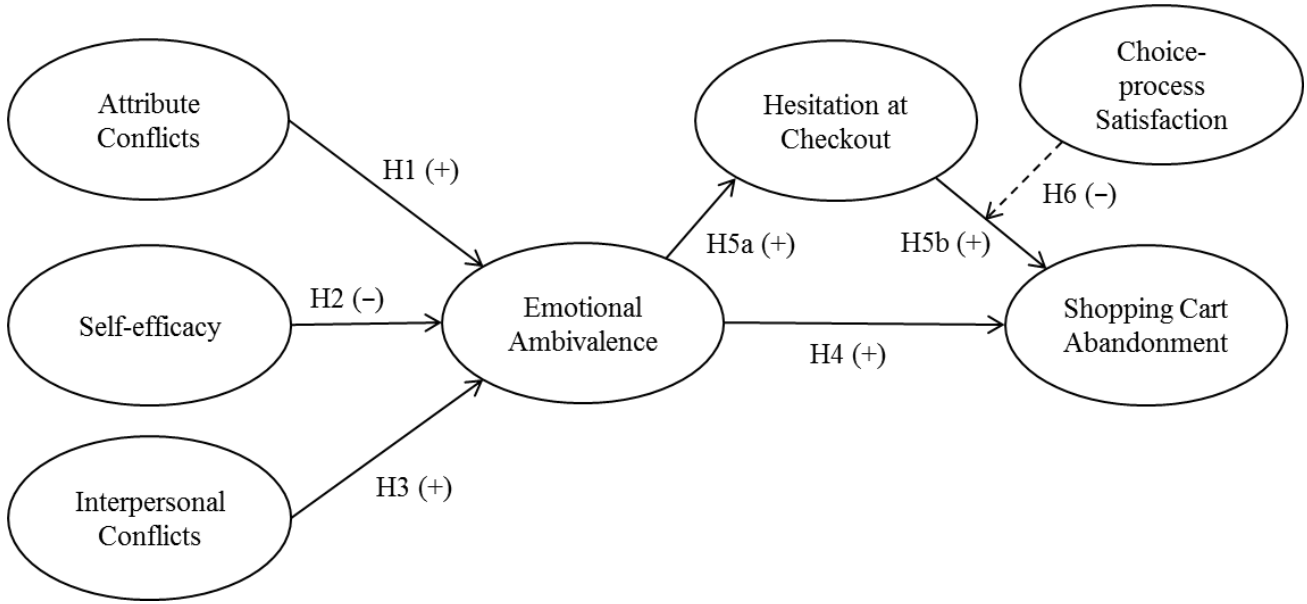 Attribute
Conflicts
H1 (+)
Self-efficacy
H2 (–)
Interpersonal
Conflicts
H3 (+)
Emotional
Ambivalence
H5a (+)
H4 (+)
Hesitation at
Checkout
H5b (+)
Choice-
process
Satisfaction
H6 (–)
Shopping Cart
Abandonment